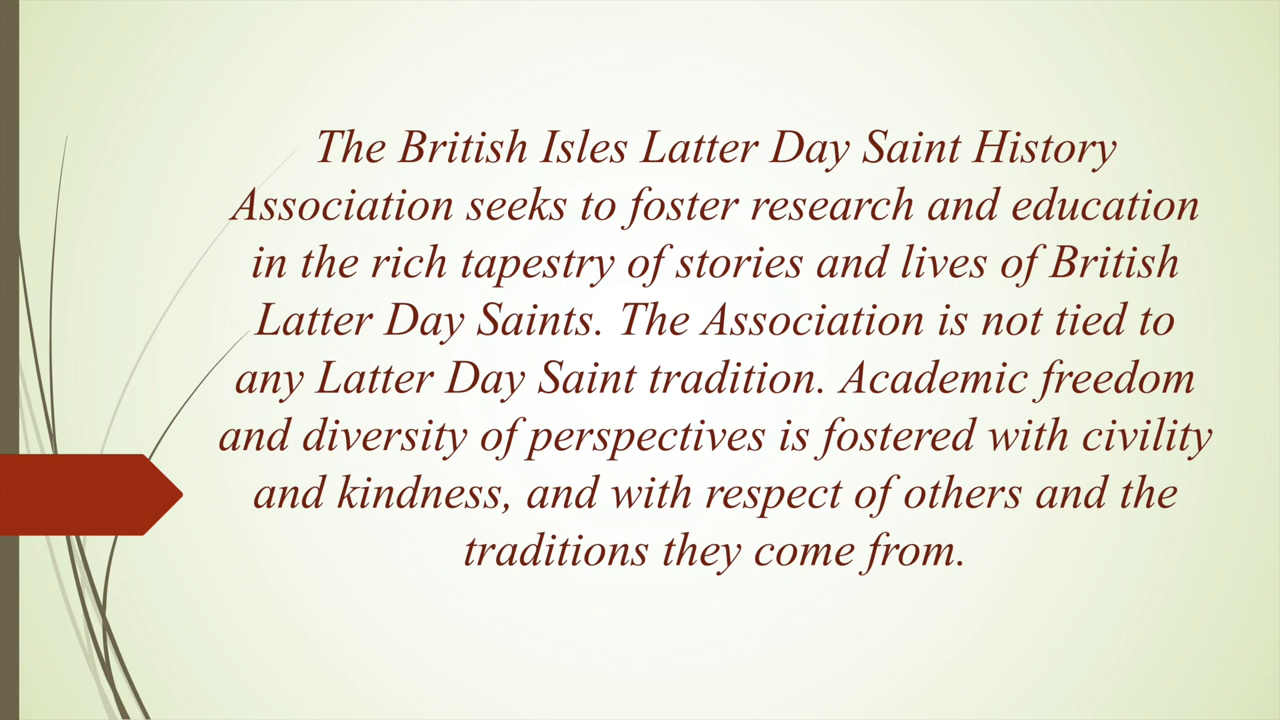 The British Isles Latter Day Saint History
Association seeks to foster research and education
in the rich tapestry of stories and lives of British
Latter Day Saints. The Association is not tied to
any Latter Day Saint tradition. Academic freedom
and diversity of perspectives is fostered with civility
and kindness, and with respect of others and the
traditions they come from.